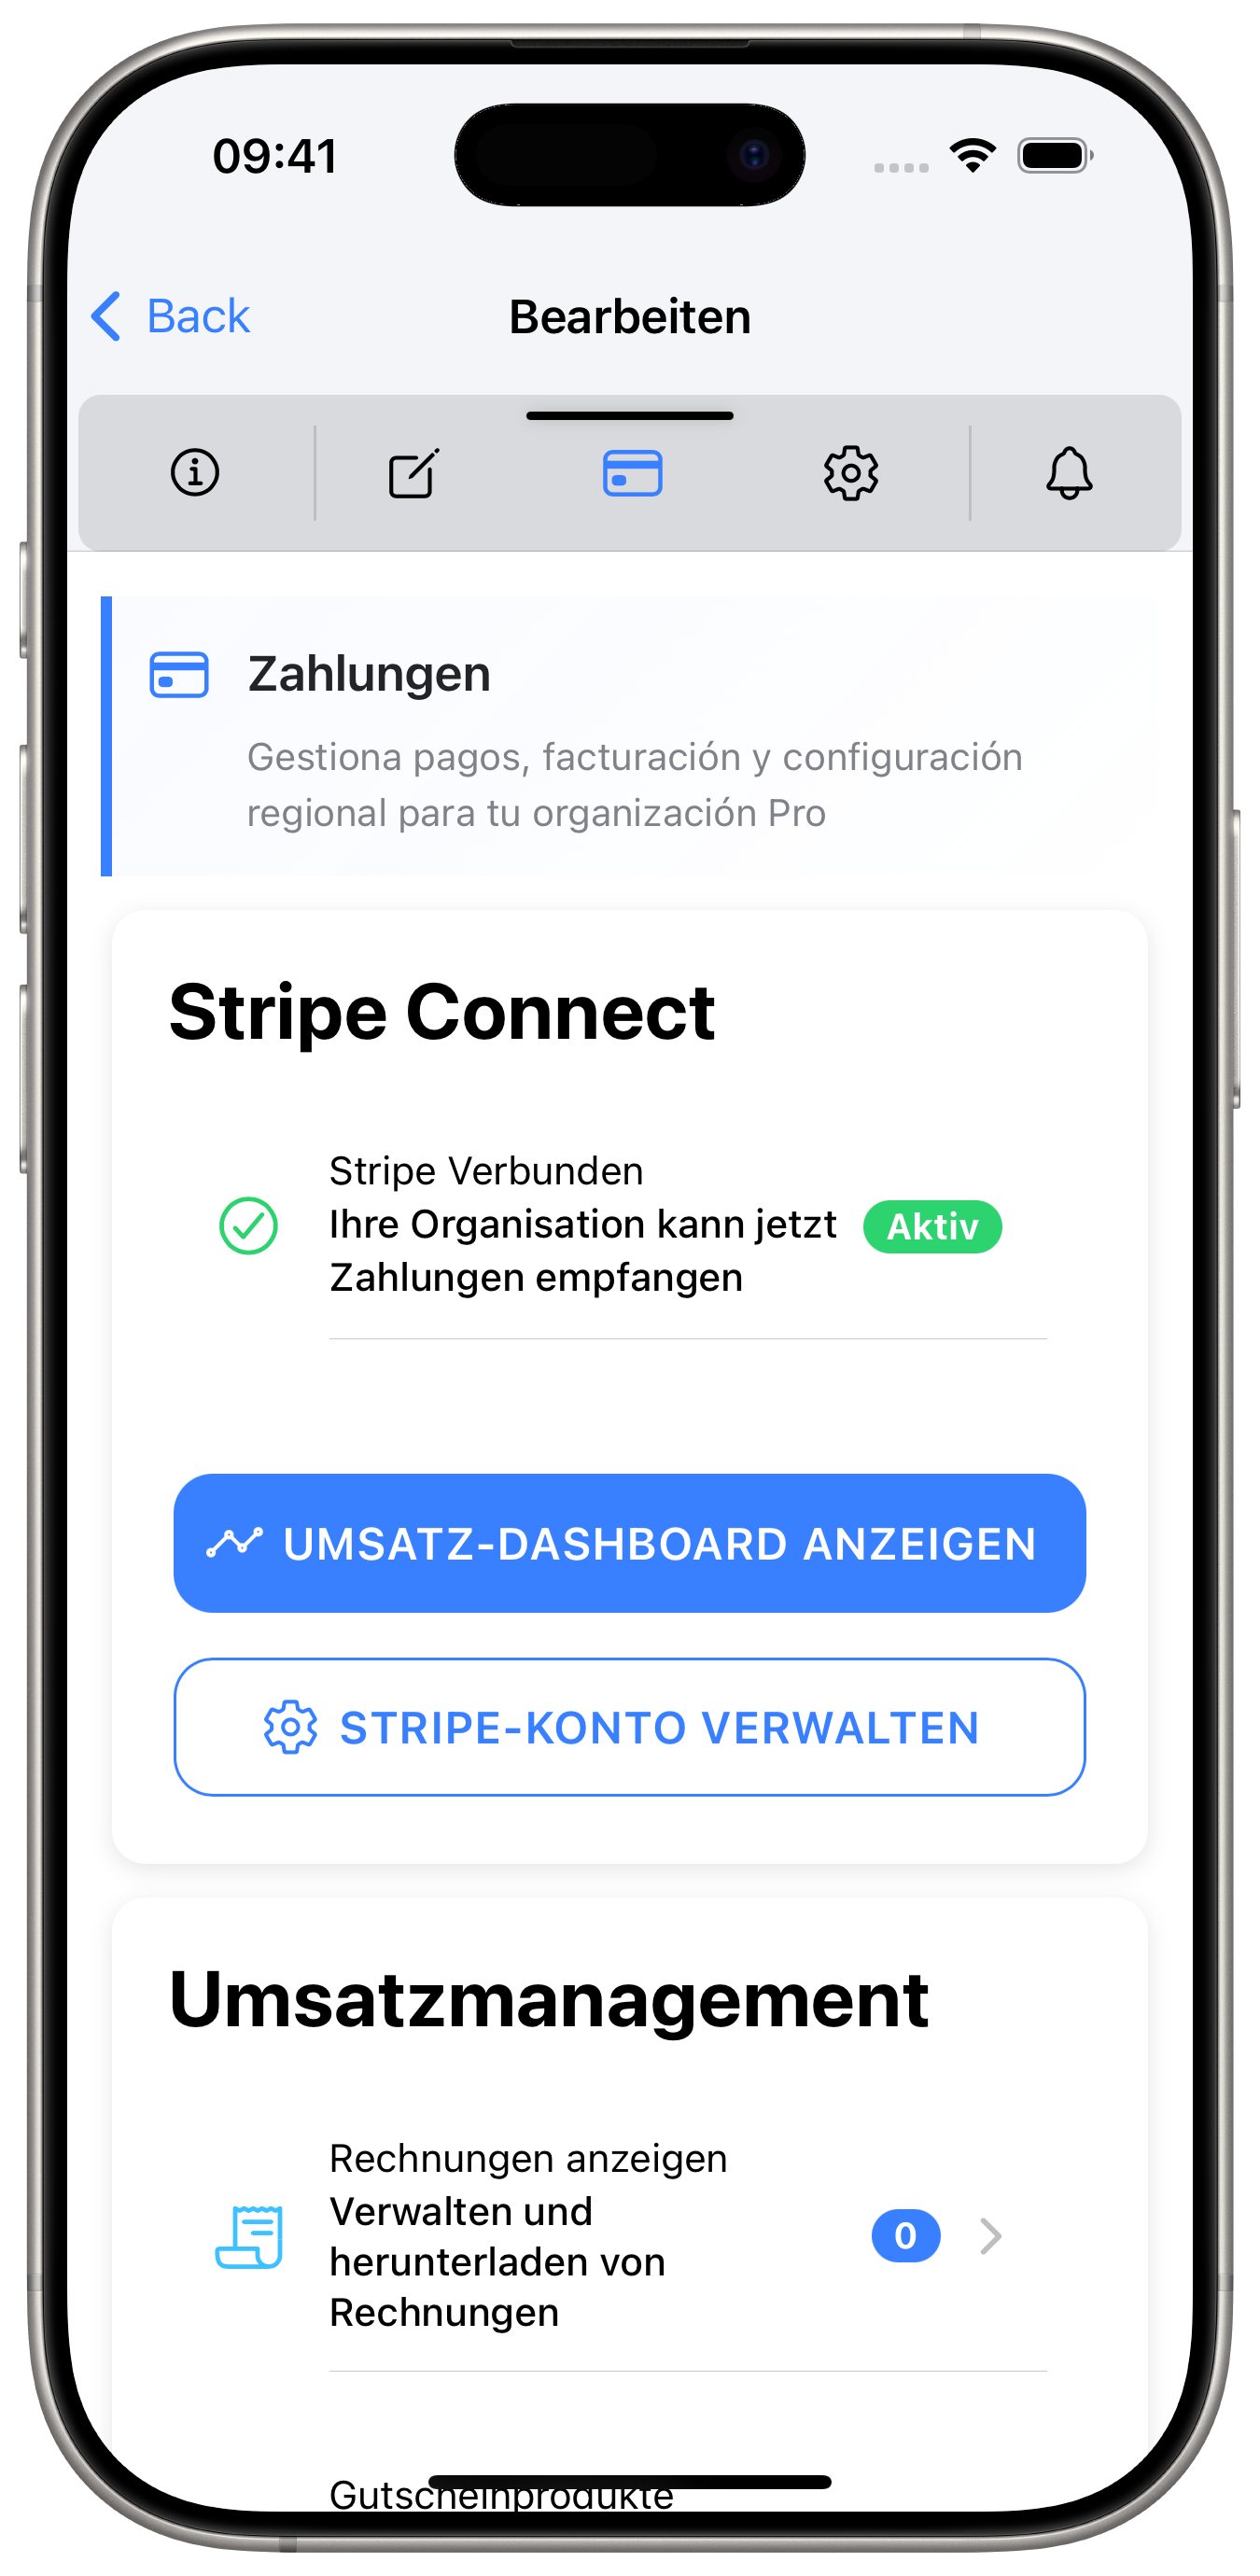 09:41
Back
Bearbeiten
Zahlungen
Gestiona pagos, facturación y configuración
regional para tu organización Pro
Stripe Connect
Stripe Verbunden
Ihre Organisation kann jetzt
Zahlungen empfangen
Aktiv
UMSATZ-DASHBOARD ANZEIGEN
STRIPE-KONTO VERWALTEN
Umsatzmanagement
Rechnungen anzeigen
Verwalten und
herunterladen von
Rechnungen
0
Gutscheinprodukte